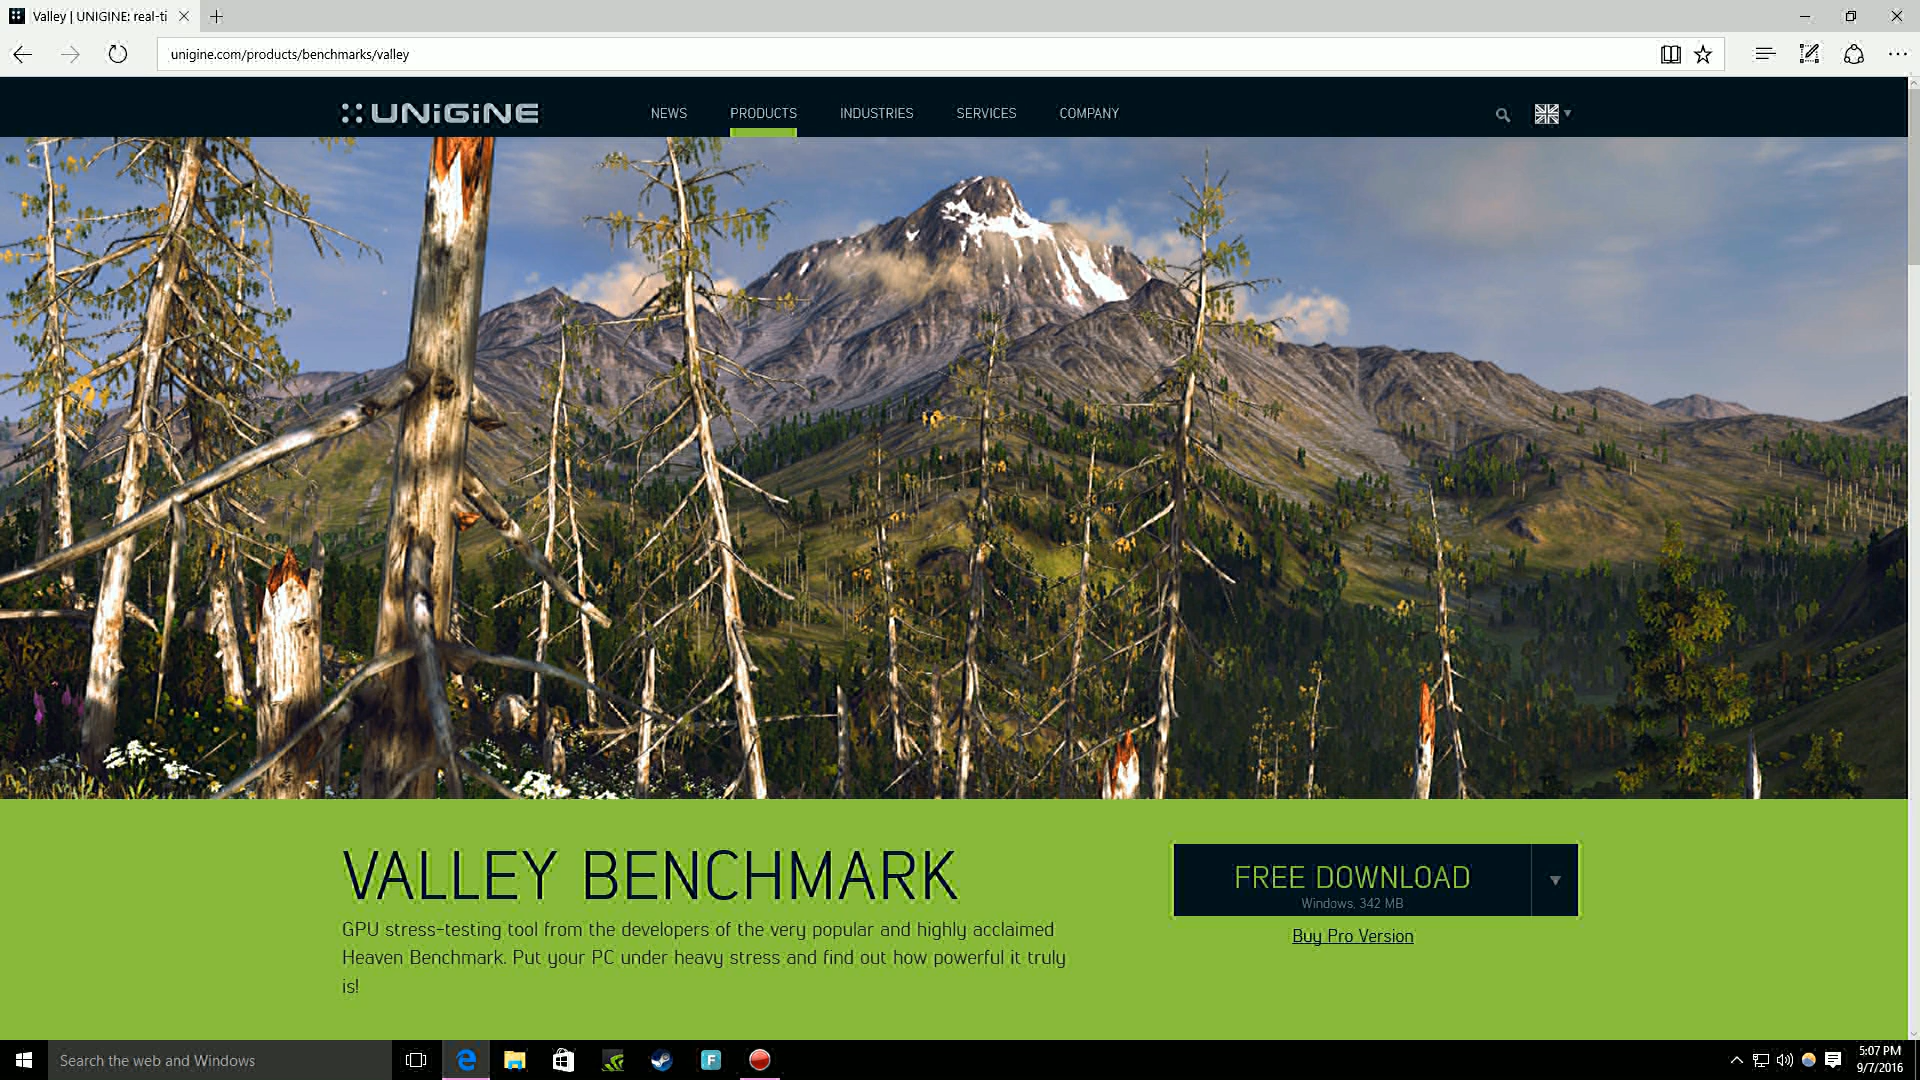 Valley | UNIGINE: real-ti
unigine.com/products/benchmarks/valley
UNIGINE
NEWS
PRODUCTS
INDUSTRIES
SERVICES
COMPANY
VALLEY BENCHMARK
GPU stress-testing tool from the developers of the very popular and highly acclaimed
Heaven Benchmark. Put your PC under heavy stress and find out how powerful it truly
is!
FREE DOWNLOAD
Windows, 342 MB
Buy Pro Version
Search the web and Windows
F
5:07 PM
9/7/2016